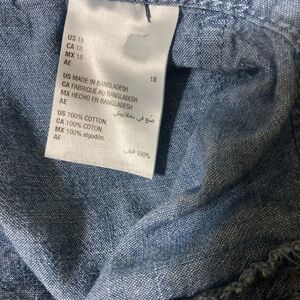 US 18
CA 18
MX 18
AE
18
US MADE IN BANGLADESH
CA FABRIQUÉ AU BANGLADESH
MX HECHO EN BANGLADESH
AE صنع في بنغلاديش
US 100% COTTON.
CA 100% COTON.
MX 100% algodón.
AE 100% قطن